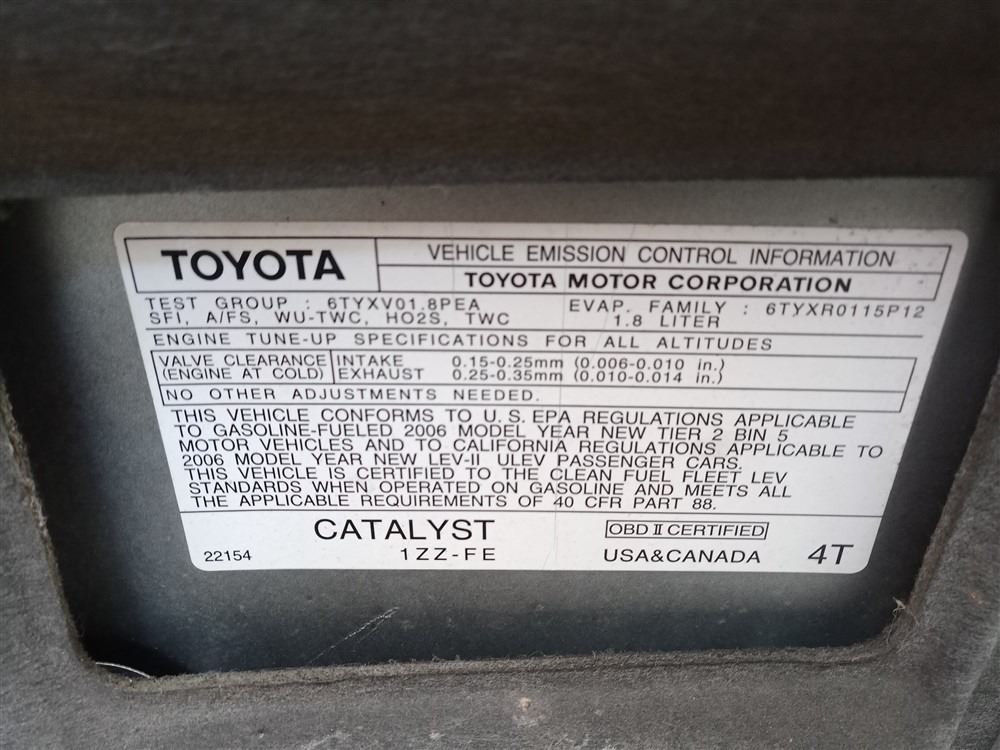 TOYOTA
VEHICLE EMISSION CONTROL INFORMATION
TOYOTA MOTOR CORPORATION
TEST GROUP : 6TYXV01.8PEA
EVAP. FAMILY : 6TYXR0115P12
SFI, A/FS, WU-TWC, HO2S, TWC
1.8 LITER
ENGINE TUNE-UP SPECIFICATIONS FOR ALL ALTITUDES
VALVE CLEARANCE INTAKE 0.15-0.25mm (0.006-0.010 in.)
(ENGINE AT COLD) EXHAUST 0.25-0.35mm (0.010-0.014 in.)
NO OTHER ADJUSTMENTS NEEDED.
THIS VEHICLE CONFORMS TO U.S. EPA REGULATIONS APPLICABLE
TO GASOLINE-FUELED 2006 MODEL YEAR NEW TIER 2 BIN 5
MOTOR VEHICLES AND TO CALIFORNIA REGULATIONS APPLICABLE TO
2006 MODEL YEAR NEW LEV-II ULEV PASSENGER CARS.
THIS VEHICLE IS CERTIFIED TO THE CLEAN FUEL FLEET LEV
STANDARDS WHEN OPERATED ON GASOLINE AND MEETS ALL
THE APPLICABLE REQUIREMENTS OF 40 CFR PART 88.
CATALYST
OBD II CERTIFIED
22154 1ZZ-FE USA&CANADA 4T